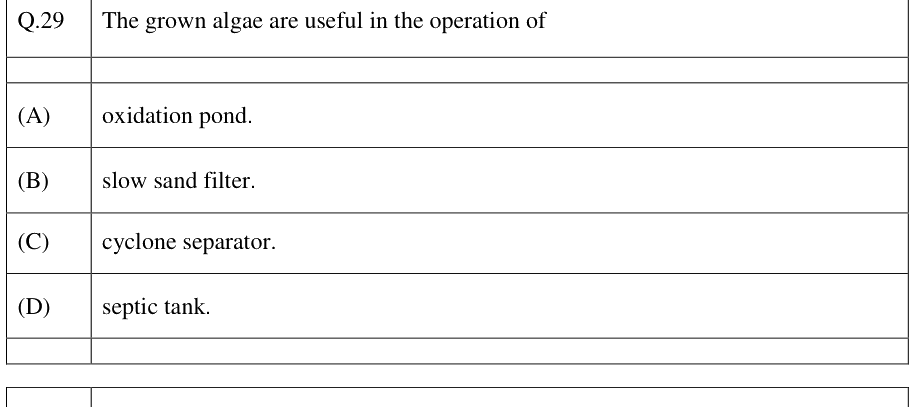 Q.29 The grown algae are useful in the operation of
(A) oxidation pond.
(B) slow sand filter.
(C) cyclone separator.
(D) septic tank.